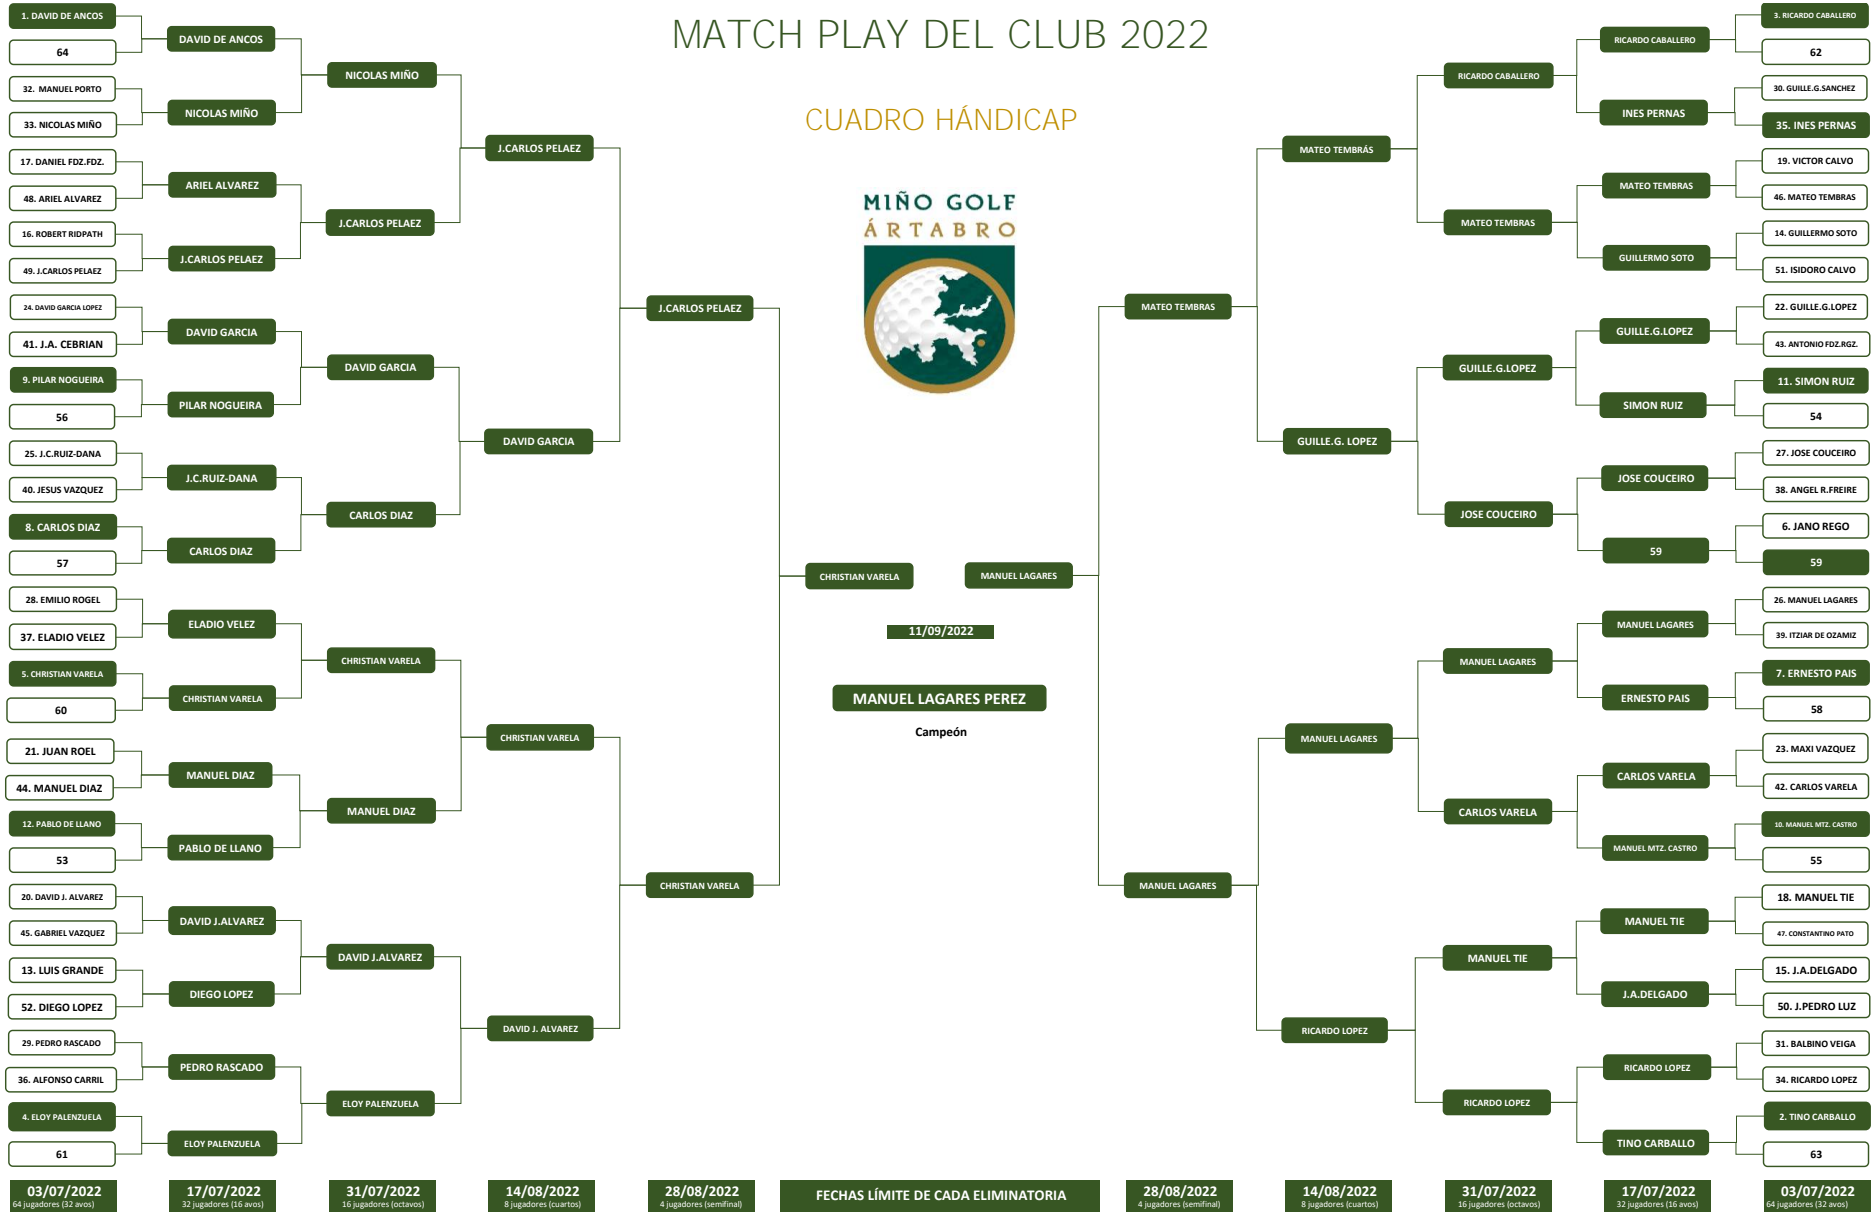 MATCH PLAY DEL CLUB 2022
CUADRO HÁNDICAP
MIÑO GOLF
ÁRTABRO
1. DAVID DE ANCOS
64
32. MANUEL PORTO
33. NICOLAS MIÑO
17. DANIEL FDZ.FDZ.
48. ARIEL ALVAREZ
16. ROBERT RIDPATH
49. J.CARLOS PELAEZ
24. DAVID GARCIA LOPEZ
41. J.A. CEBRIAN
9. PILAR NOGUEIRA
56
25. J.C.RUIZ-DANA
40. JESUS VAZQUEZ
8. CARLOS DIAZ
57
28. EMILIO ROGEL
37. ELADIO VELEZ
5. CHRISTIAN VARELA
60
21. JUAN ROEL
44. MANUEL DIAZ
12. PABLO DE LLANO
53
20. DAVID J. ALVAREZ
45. GABRIEL VAZQUEZ
13. LUIS GRANDE
52. DIEGO LOPEZ
29. PEDRO RASCADO
36. ALFONSO CARRIL
4. ELOY PALENZUELA
61
DAVID DE ANCOS
NICOLAS MIÑO
ARIEL ALVAREZ
J.CARLOS PELAEZ
DAVID GARCIA
PILAR NOGUEIRA
J.C.RUIZ-DANA
CARLOS DIAZ
ELADIO VELEZ
CHRISTIAN VARELA
MANUEL DIAZ
PABLO DE LLANO
DAVID J.ALVAREZ
DIEGO LOPEZ
PEDRO RASCADO
ELOY PALENZUELA
NICOLAS MIÑO
J.CARLOS PELAEZ
DAVID GARCIA
CARLOS DIAZ
CHRISTIAN VARELA
MANUEL DIAZ
DAVID J.ALVAREZ
ELOY PALENZUELA
J.CARLOS PELAEZ
DAVID GARCIA
CHRISTIAN VARELA
DAVID J. ALVAREZ
J.CARLOS PELAEZ
CHRISTIAN VARELA
CHRISTIAN VARELA
MANUEL LAGARES
11/09/2022
MANUEL LAGARES PEREZ
Campeón
MATEO TEMBRAS
MANUEL LAGARES
MATEO TEMBRÁS
GUILLE.G. LOPEZ
MANUEL LAGARES
RICARDO LOPEZ
RICARDO CABALLERO
MATEO TEMBRAS
GUILLE.G.LOPEZ
JOSE COUCEIRO
MANUEL LAGARES
CARLOS VARELA
MANUEL TIE
RICARDO LOPEZ
RICARDO CABALLERO
INES PERNAS
MATEO TEMBRAS
GUILLERMO SOTO
GUILLE.G.LOPEZ
SIMON RUIZ
JOSE COUCEIRO
59
MANUEL LAGARES
ERNESTO PAIS
CARLOS VARELA
MANUEL MTZ. CASTRO
MANUEL TIE
J.A.DELGADO
RICARDO LOPEZ
TINO CARBALLO
3. RICARDO CABALLERO
62
30. GUILLE.G.SANCHEZ
35. INES PERNAS
19. VICTOR CALVO
46. MATEO TEMBRAS
14. GUILLERMO SOTO
51. ISIDORO CALVO
22. GUILLE.G.LOPEZ
43. ANTONIO FDZ.RGZ.
11. SIMON RUIZ
54
27. JOSE COUCEIRO
38. ANGEL R.FREIRE
6. JANO REGO
59
26. MANUEL LAGARES
39. ITZIAR DE OZAMIZ
7. ERNESTO PAIS
58
23. MAXI VAZQUEZ
42. CARLOS VARELA
10. MANUEL MTZ. CASTRO
55
18. MANUEL TIE
47. CONSTANTINO PATO
15. J.A.DELGADO
50. J.PEDRO LUZ
31. BALBINO VEIGA
34. RICARDO LOPEZ
2. TINO CARBALLO
63
03/07/2022
64 jugadores (32 avos)
17/07/2022
32 jugadores (16 avos)
31/07/2022
16 jugadores (octavos)
14/08/2022
8 jugadores (cuartos)
28/08/2022
4 jugadores (semifinal)
FECHAS LÍMITE DE CADA ELIMINATORIA
28/08/2022
4 jugadores (semifinal)
14/08/2022
8 jugadores (cuartos)
31/07/2022
16 jugadores (octavos)
17/07/2022
32 jugadores (16 avos)
03/07/2022
64 jugadores (32 avos)